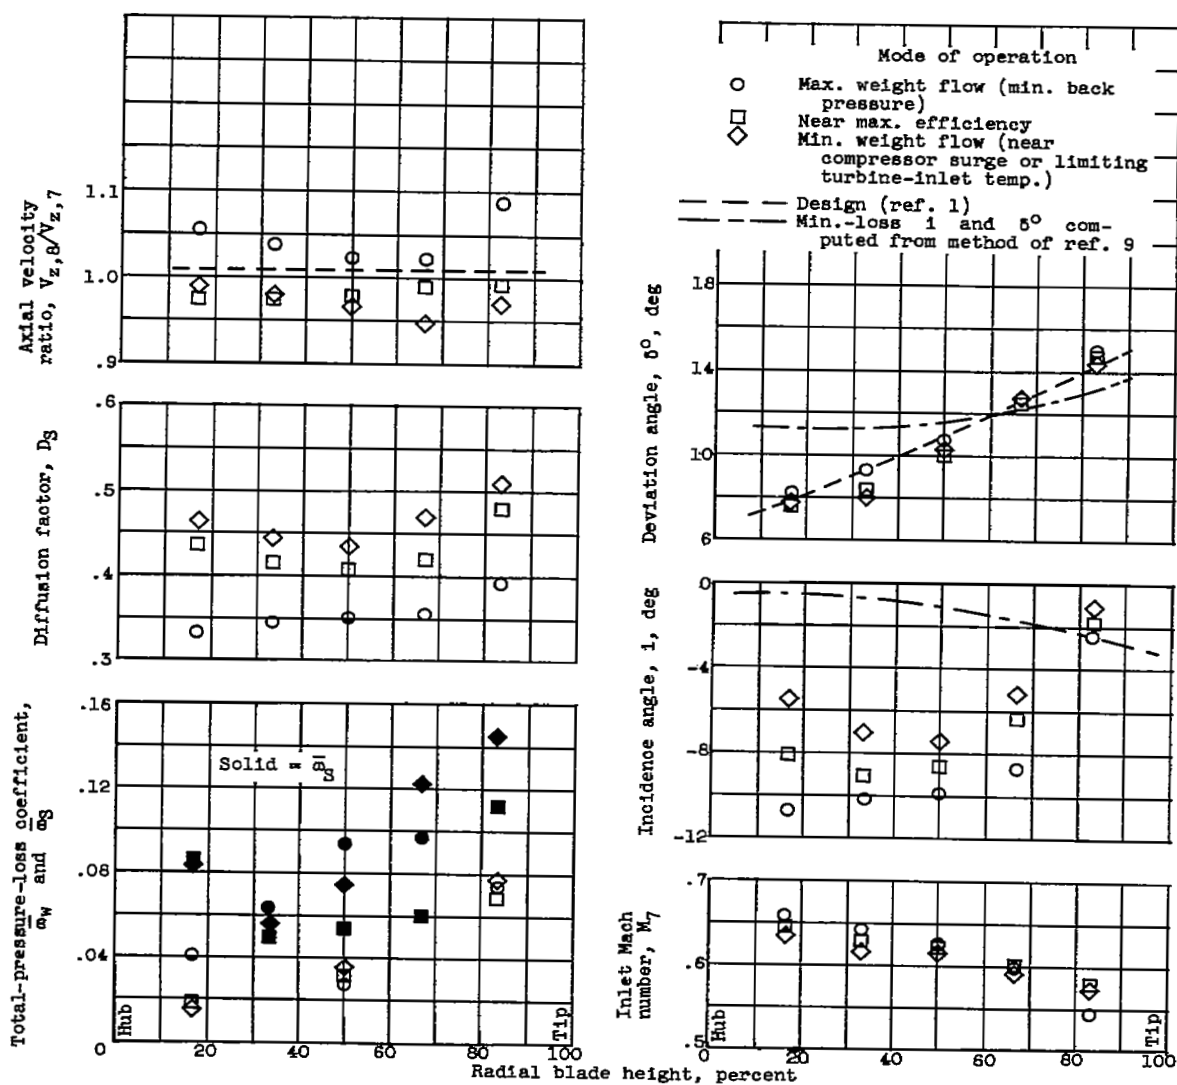 Mode of operation
Max. weight flow (min. back
pressure)
Near max. efficiency
Min. weight flow (near
compressor surge or limiting
turbine-inlet temp.)
Design (ref. 1)
Min.-loss i and δ° com-
puted from method of ref. 9
Axial velocity
ratio, Vz,8/Vz,7
1.1
1.0
.9
Diffusion factor, DS
.6
.5
.4
.3
Total-pressure-loss coefficient,
ω̄w and ω̄S
.16
.12
.08
.04
0
Solid = ω̄S
Hub
Tip
20
40
60
80
100
Deviation angle, δ°, deg
18
14
10
6
Incidence angle, i, deg
0
-4
-8
-12
Inlet Mach
number, M7
.7
.6
.5
Hub
Tip
0
20
40
60
80
100
Radial blade height, percent